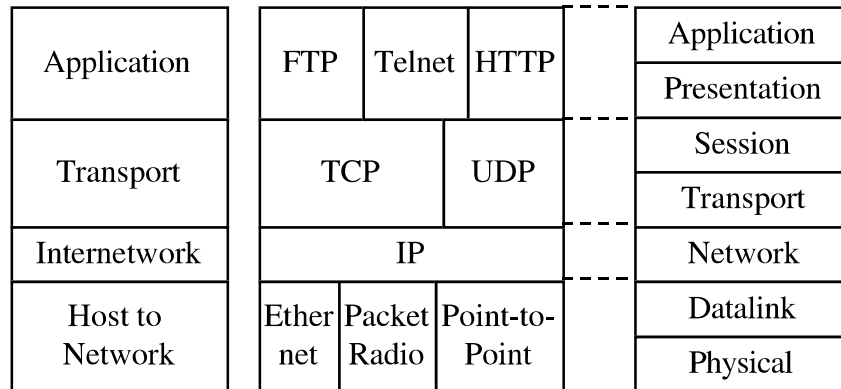 Application
Transport
Internetwork
Host to
Network
FTP
Telnet
HTTP
TCP
UDP
IP
Ether
net
Packet
Radio
Point-to-
Point
Application
Presentation
Session
Transport
Network
Datalink
Physical